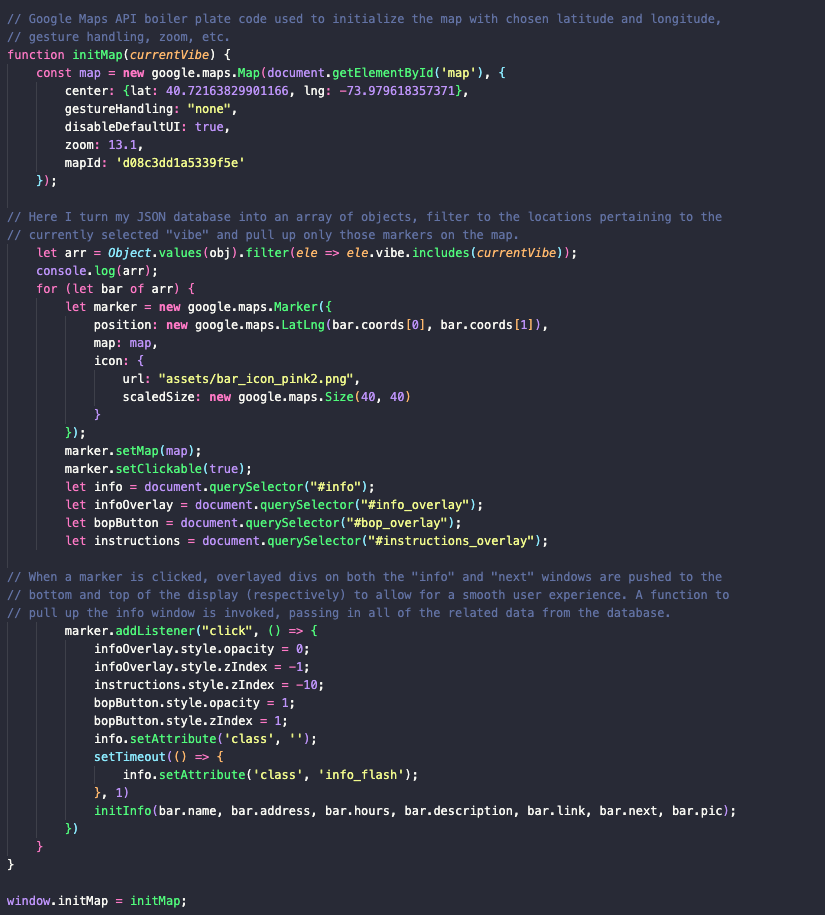 // Google Maps API boiler plate code used to initialize the map with chosen latitude and longitude,
// gesture handling, zoom, etc.
function initMap(currentVibe) {
    const map = new google.maps.Map(document.getElementById('map'), {
        center: {lat: 40.72163829901166, lng: -73.979618357371},
        gestureHandling: "none",
        disableDefaultUI: true,
        zoom: 13.1,
        mapId: 'd08c3dd1a5339f5e'
    });
// Here I turn my JSON database into an array of objects, filter to the locations pertaining to the
// currently selected "vibe" and pull up only those markers on the map.
    let arr = Object.values(obj).filter(ele => ele.vibe.includes(currentVibe));
    console.log(arr);
    for (let bar of arr) {
        let marker = new google.maps.Marker({
            position: new google.maps.LatLng(bar.coords[0], bar.coords[1]),
            map: map,
            icon: {
                url: "assets/bar_icon_pink2.png",
                scaledSize: new google.maps.Size(40, 40)
            }
        });
        marker.setMap(map);
        marker.setClickable(true);
        let info = document.querySelector("#info");
        let infoOverlay = document.querySelector("#info_overlay");
        let bopButton = document.querySelector("#bop_overlay");
        let instructions = document.querySelector("#instructions_overlay");
// When a marker is clicked, overlayed divs on both the "info" and "next" windows are pushed to the
// bottom and top of the display (respectively) to allow for a smooth user experience. A function to
// pull up the info window is invoked, passing in all of the related data from the database.
        marker.addListener("click", () => {
            infoOverlay.style.opacity = 0;
            infoOverlay.style.zIndex = -1;
            instructions.style.zIndex = -10;
            bopButton.style.opacity = 1;
            bopButton.style.zIndex = 1;
            info.setAttribute('class', '');
            setTimeout(() => {
                info.setAttribute('class', 'info_flash');
            }, 1)
            initInfo(bar.name, bar.address, bar.hours, bar.description, bar.link, bar.next, bar.pic);
        })
    }
}
window.initMap = initMap;